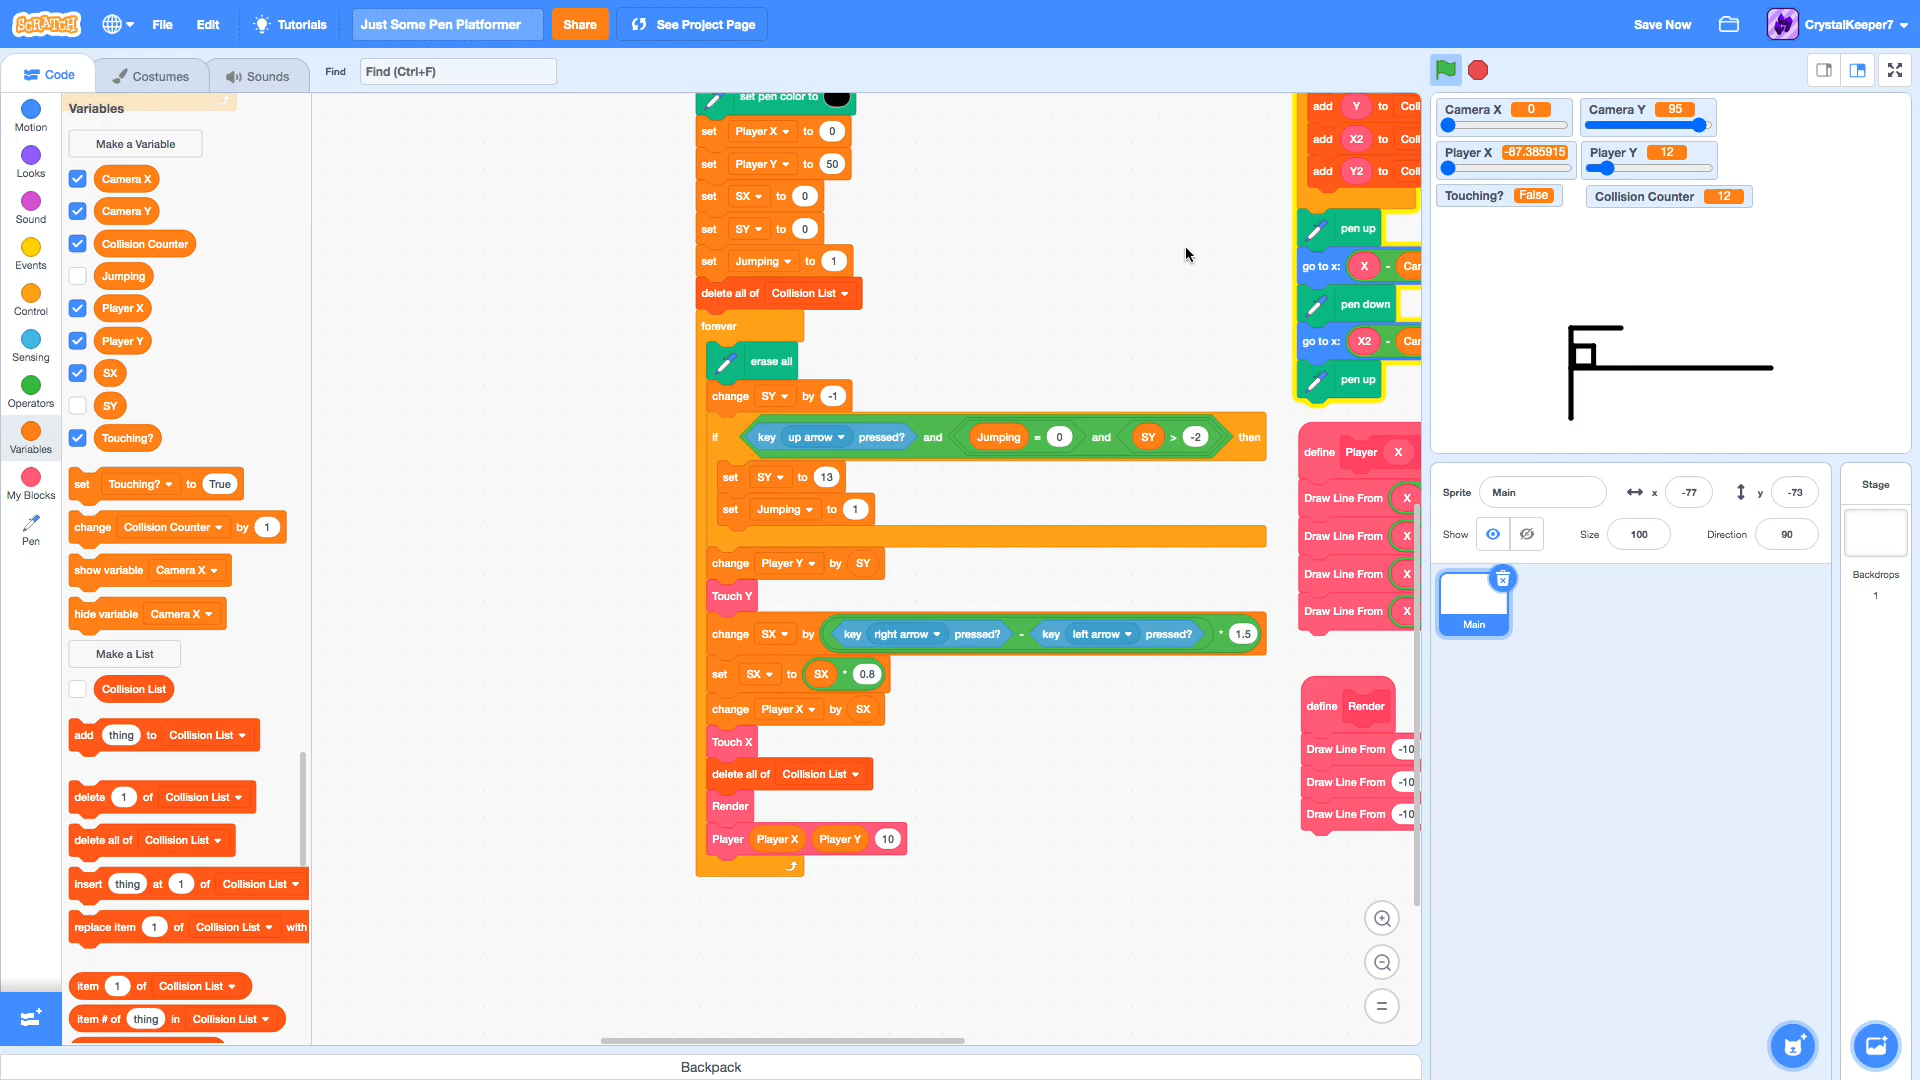 SCRATCH
File
Edit
Tutorials
Just Some Pen Platformer
Share
See Project Page
Save Now
CrystalKeeper7
Code
Costumes
Sounds
Find
Find (Ctrl+F)
Motion
Looks
Sound
Events
Control
Sensing
Operators
Variables
My Blocks
Pen
Variables
Make a Variable
Camera X
Camera Y
Collision Counter
Jumping
Player X
Player Y
SX
SY
Touching?
set Touching? to True
change Collision Counter by 1
show variable Camera X
hide variable Camera X
Make a List
Collision List
add thing to Collision List
delete 1 of Collision List
delete all of Collision List
insert thing at 1 of Collision List
replace item 1 of Collision List with
item 1 of Collision List
item # of thing in Collision List
set pen color to
set Player X to 0
set Player Y to 50
set SX to 0
set SY to 0
set Jumping to 1
delete all of Collision List
forever
erase all
change SY by -1
if key up arrow pressed? and Jumping = 0 and SY > -2 then
set SY to 13
set Jumping to 1
change Player Y by SY
Touch Y
change SX by key right arrow pressed? - key left arrow pressed? * 1.5
set SX to SX * 0.8
change Player X by SX
Touch X
delete all of Collision List
Render
Player Player X Player Y 10
add Y to Coll
add X2 to Coll
add Y2 to Coll
pen up
go to x: X - Car
pen down
go to x: X2 - Car
pen up
define Player X
Draw Line From X
Draw Line From X
Draw Line From X
Draw Line From X
define Render
Draw Line From -10
Draw Line From -10
Draw Line From -10
Backpack
Camera X 0
Camera Y 95
Player X -87.385915
Player Y 12
Touching? False
Collision Counter 12
Sprite Main x -77 y -73
Show Size 100 Direction 90
Main
Stage
Backdrops
1